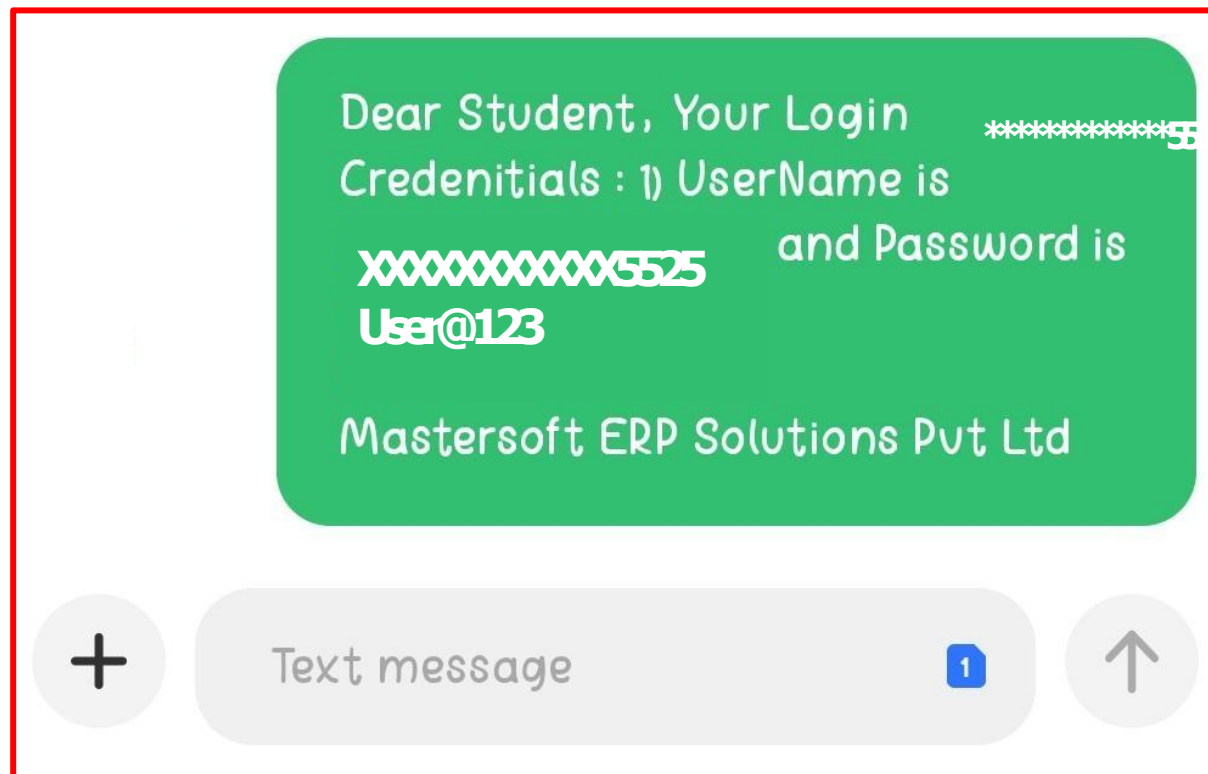 Dear Student, Your Login
*************55
Credenitials : 1) UserName is
and Password is
XXXXXXXXXXX5525
User@123
Mastersoft ERP Solutions Pvt Ltd
Text message
1